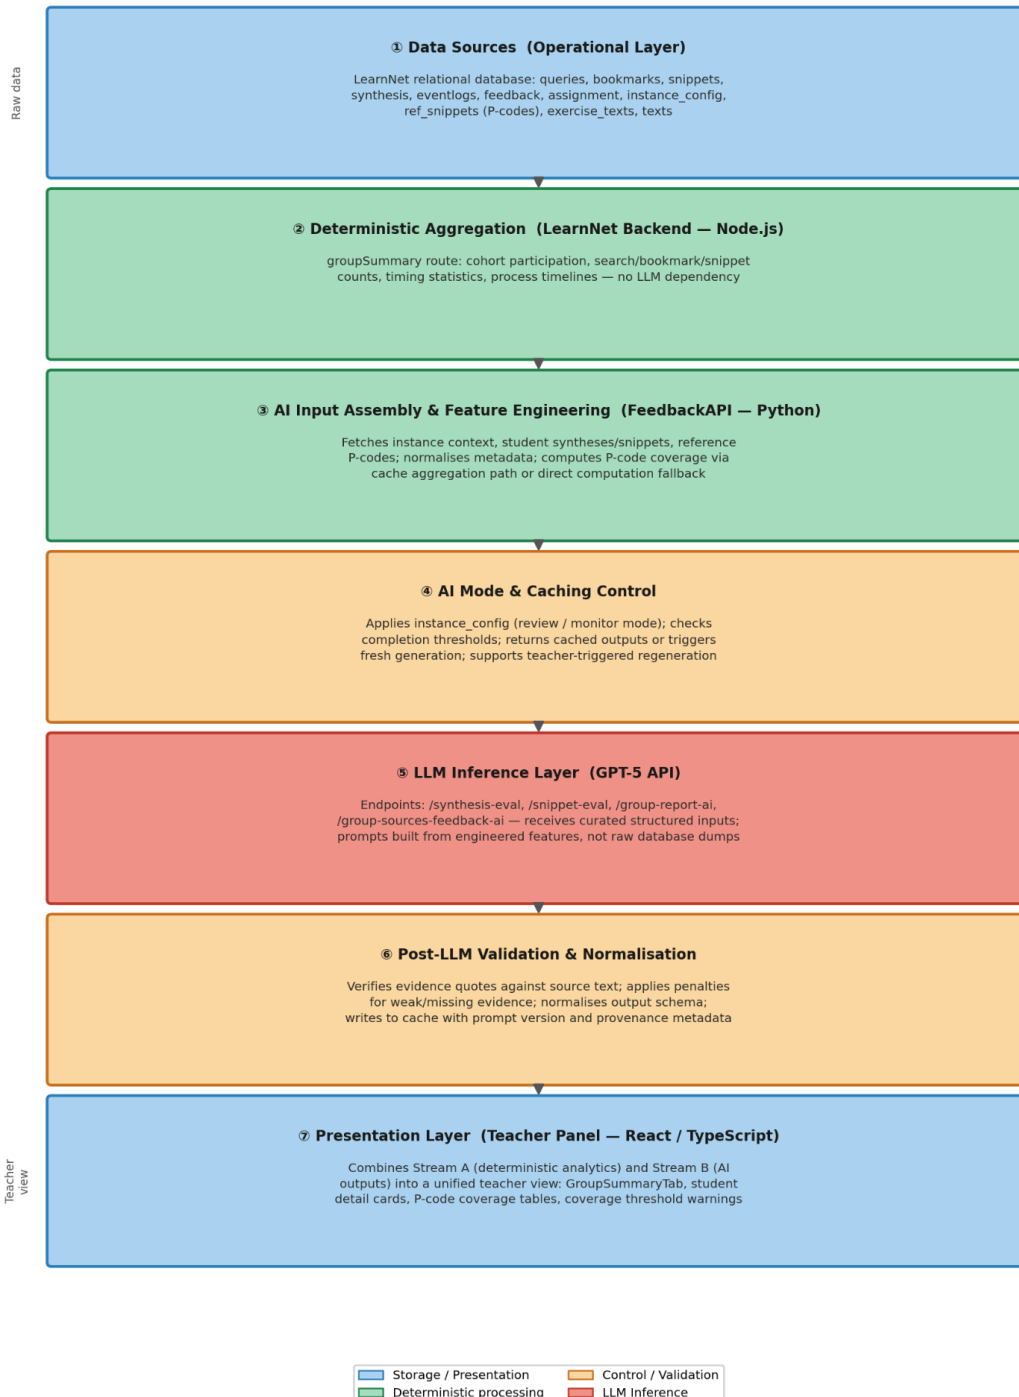 ① Data Sources (Operational Layer)
Raw data
LearnNet relational database: queries, bookmarks, snippets,
synthesis, eventlogs, feedback, assignment, instance_config,
ref_snippets (P-codes), exercise_texts, texts
② Deterministic Aggregation (LearnNet Backend — Node.js)
groupSummary route: cohort participation, search/bookmark/snippet
counts, timing statistics, process timelines — no LLM dependency
③ AI Input Assembly & Feature Engineering (FeedbackAPI — Python)
Fetches instance context, student syntheses/snippets, reference
P-codes; normalises metadata; computes P-code coverage via
cache aggregation path or direct computation fallback
④ AI Mode & Caching Control
Applies instance_config (review / monitor mode); checks
completion thresholds; returns cached outputs or triggers
fresh generation; supports teacher-triggered regeneration
⑤ LLM Inference Layer (GPT-5 API)
Endpoints: /synthesis-eval, /snippet-eval, /group-report-ai,
/group-sources-feedback-ai — receives curated structured inputs;
prompts built from engineered features, not raw database dumps
⑥ Post-LLM Validation & Normalisation
Verifies evidence quotes against source text; applies penalties
for weak/missing evidence; normalises output schema;
writes to cache with prompt version and provenance metadata
⑦ Presentation Layer (Teacher Panel — React / TypeScript)
Teacher
view
Combines Stream A (deterministic analytics) and Stream B (AI
outputs) into a unified teacher view: GroupSummaryTab, student
detail cards, P-code coverage tables, coverage threshold warnings
Storage / Presentation
Control / Validation
Deterministic processing
LLM Inference